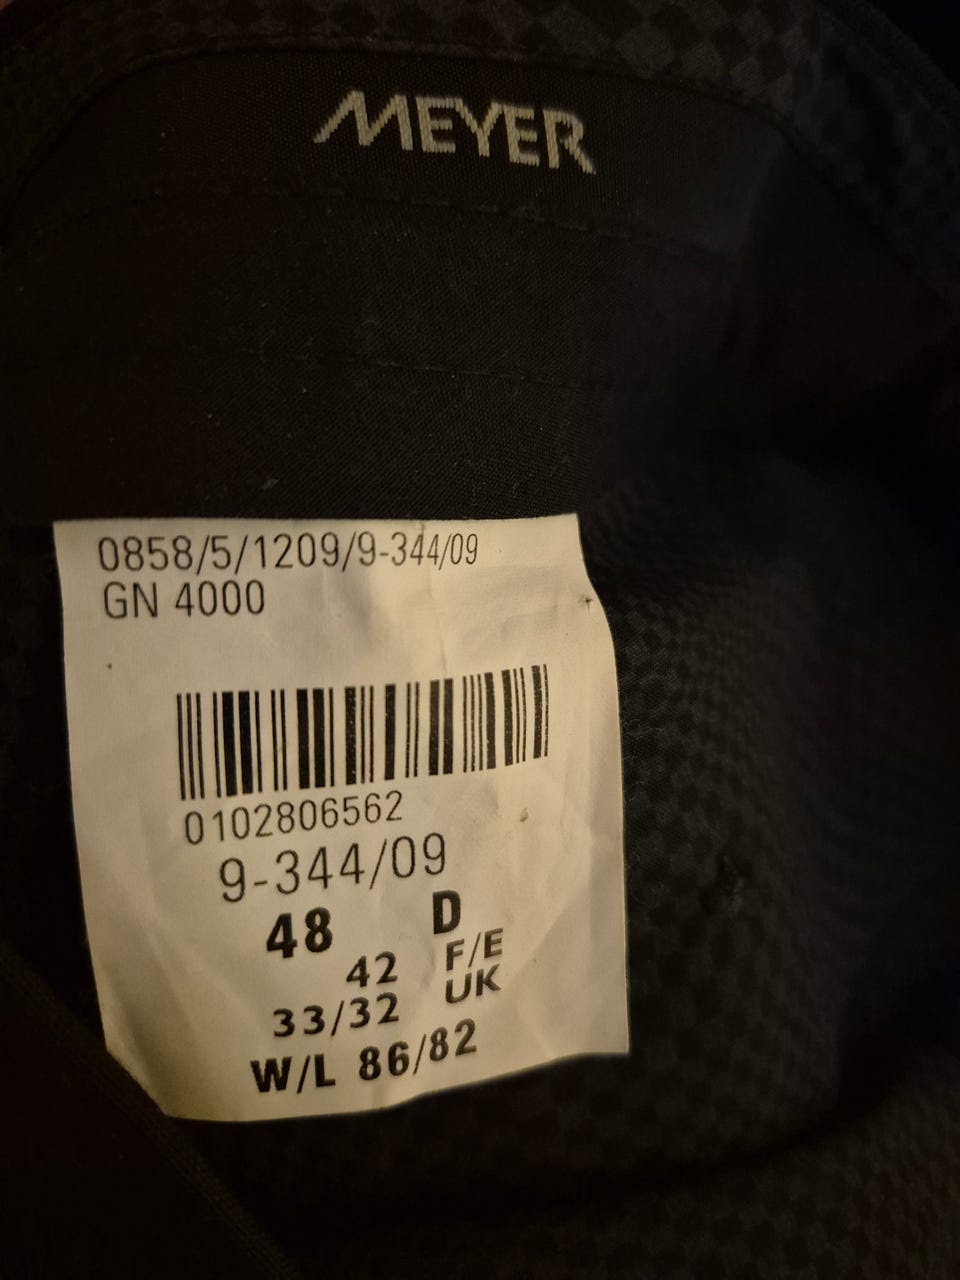 MEYER
0858/5/1209/9-344/09
GN 4000
0102806562
9-344/09
48 D
42 F/E
33/32 UK
W/L 86/82